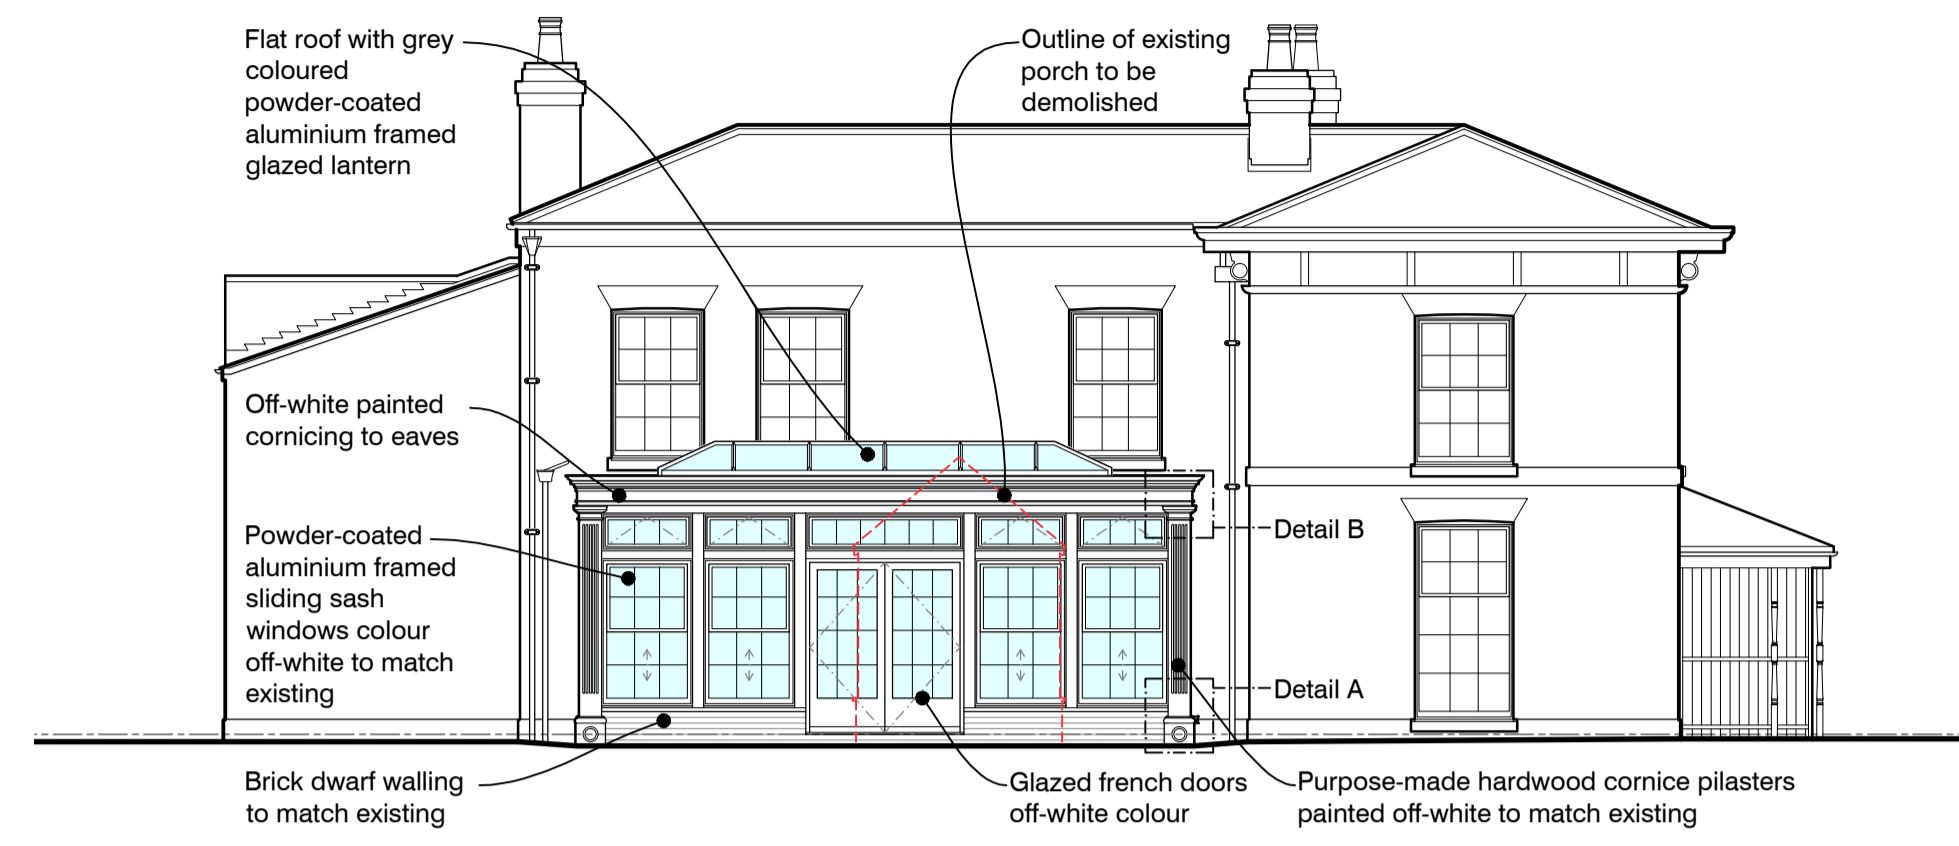 Flat roof with grey
coloured
powder-coated
aluminium framed
glazed lantern
Outline of existing
porch to be
demolished
Off-white painted
cornicing to eaves
Powder-coated
aluminium framed
sliding sash
windows colour
off-white to match
existing
Detail B
Detail A
Brick dwarf walling
to match existing
Glazed french doors
off-white colour
Purpose-made hardwood cornice pilasters
painted off-white to match existing